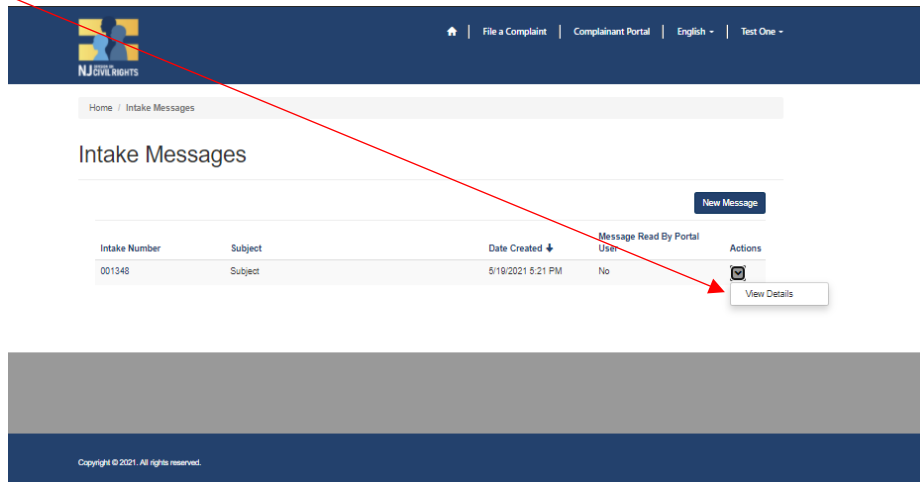 File a Complaint | Complainant Portal | English | Test One
NJ DIVISION ON CIVIL RIGHTS
Home / Intake Messages
Intake Messages
New Message
Intake Number Subject Date Created Message Read By Portal User Actions
001348 Subject 5/19/2021 5:21 PM No
View Details
Copyright © 2021. All rights reserved.